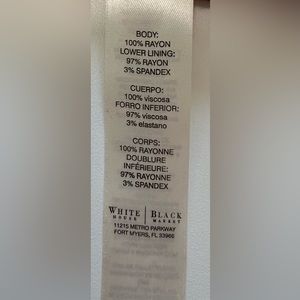 BODY:
100% RAYON
LOWER LINING:
97% RAYON
3% SPANDEX
CUERPO:
100% viscosa
FORRO INFERIOR:
97% viscosa
3% elastano
CORPS:
100% RAYONNE
DOUBLURE
INFÉRIEURE:
97% RAYONNE
3% SPANDEX
WHITE | BLACK
HOUSE | MARKET
11215 METRO PARKWAY
FORT MYERS, FL 33966